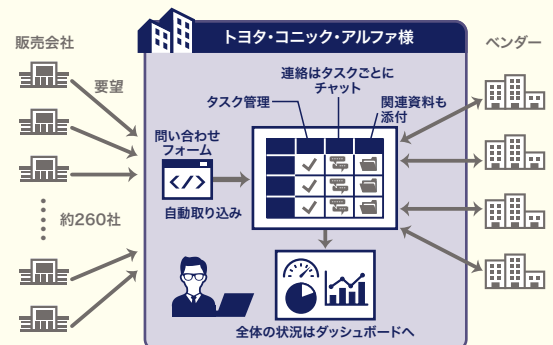 トヨタ・コニック・アルファ様
販売会社
ベンダー
要望
連絡はタスクごとに
チャット
タスク管理
関連資料も
添付
問い合わせ
フォーム
</>
自動取り込み
約260社
全体の状況はダッシュボードへ